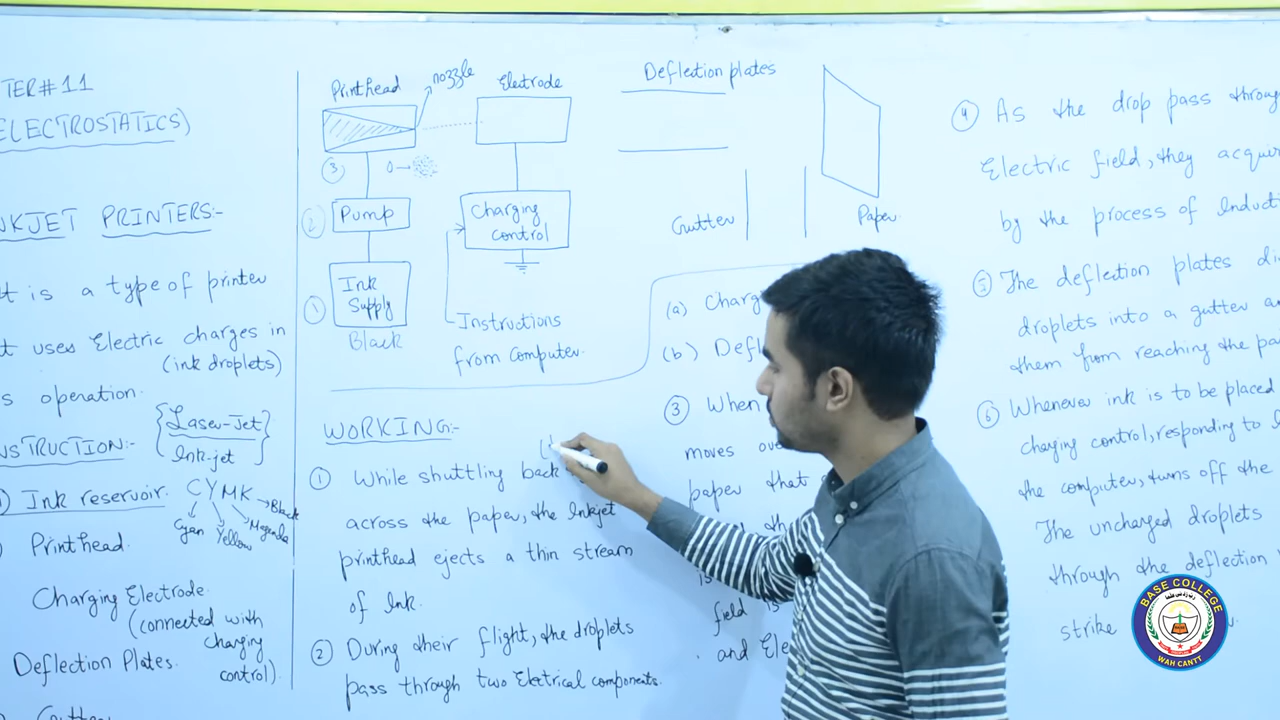 TER#11
ELECTROSTATICS)
NKJET PRINTERS:-
t is a type of printer
t uses Electric charges in
(ink droplets)
s operation.
NSTRUCTION:-
{Laser-Jet}
Ink-jet
) Ink reservoir.
CYMK
Black
Cyan
Yellow
Magenda
Printhead.
Charging Electrode.
(connected with
charging
control).
Deflection Plates.
Printhead
nozzle
Electrode
Deflection plates
3
0→
2
Pump
Charging
control
Gutter
Paper.
1
Ink
Supply
Black
Instructions
from Computer.
WORKING:-
1 While shuttling back
across the paper, the Inkjet
printhead ejects a thin stream
of Ink.
2 During their flight, the droplets
pass through two Electrical components.
(a) Charg
(b) Defl
3 When
moves ov
paper that
is
field is
and Ele
4 As the drop pass throug
Electric field, they acqui
by the process of Induct
5 The deflection plates di
droplets into a gutter a
them from reaching the pa
6 Whenever ink is to be placed
charging control, responding to
the computer, turns off the
The uncharged droplets
through the deflection
strike
BASE COLLEGE
WAH CANTT